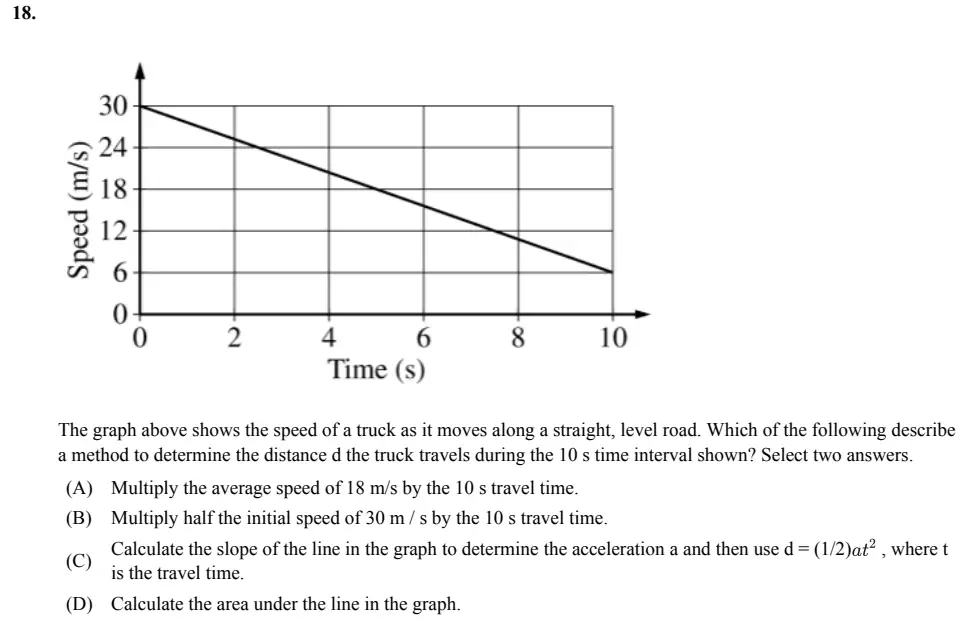 18.
30
24
18
12
6
0
Speed (m/s)
0 2 4 6 8 10
Time (s)
The graph above shows the speed of a truck as it moves along a straight, level road. Which of the following describe
a method to determine the distance d the truck travels during the 10 s time interval shown? Select two answers.
(A) Multiply the average speed of 18 m/s by the 10 s travel time.
(B) Multiply half the initial speed of 30 m / s by the 10 s travel time.
(C) Calculate the slope of the line in the graph to determine the acceleration a and then use d = (1/2)at² , where t
is the travel time.
(D) Calculate the area under the line in the graph.